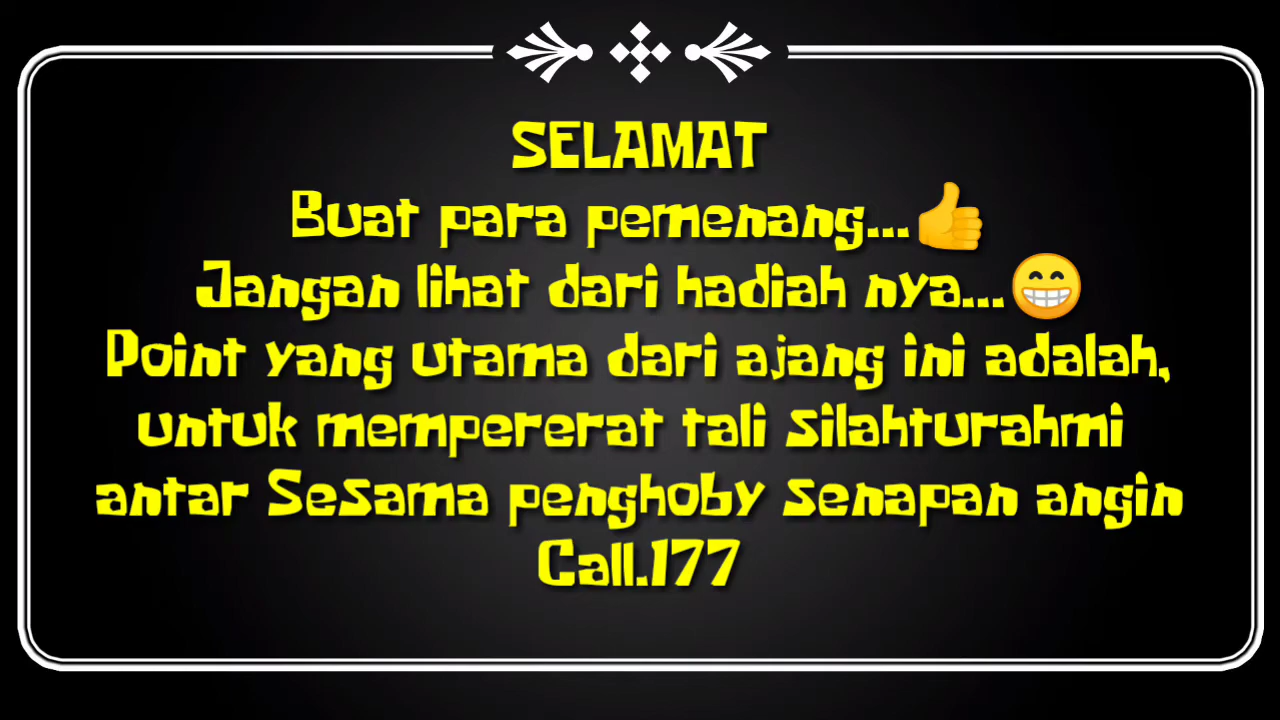 SELAMAT
Buat para pemenang...👍
Jangan lihat dari hadiah nya...😁
Point yang utama dari ajang ini adalah,
untuk mempererat tali silahturahmi
antar Sesama penghoby senapan angin
Call.177